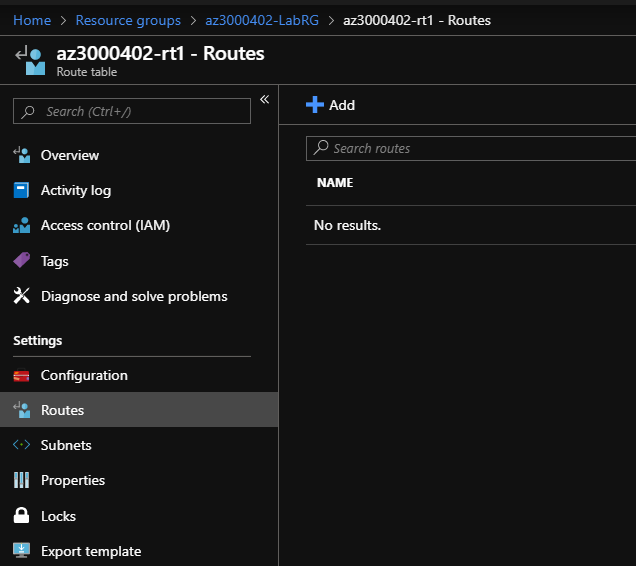 Home > Resource groups > az3000402-LabRG > az3000402-rt1 - Routes
az3000402-rt1 - Routes
Route table
Search (Ctrl+/)
«
Overview
Activity log
Access control (IAM)
Tags
Diagnose and solve problems
Settings
Configuration
Routes
Subnets
Properties
Locks
Export template
Add
Search routes
NAME
No results.